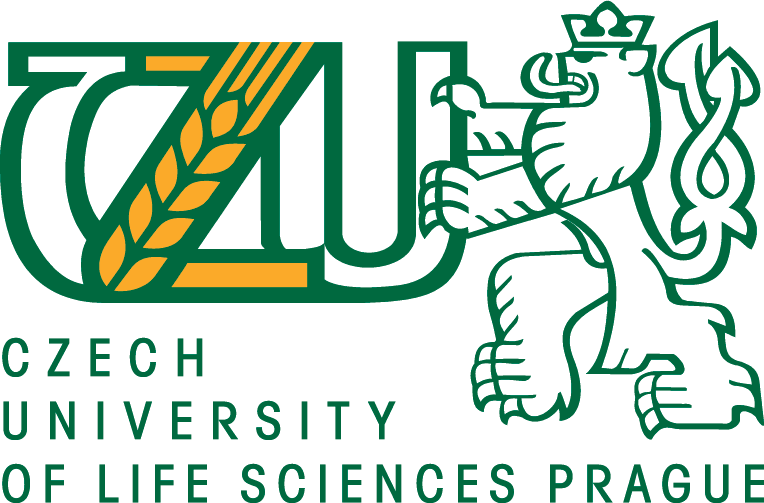 CZU
CZECH
UNIVERSITY
OF LIFE SCIENCES PRAGUE